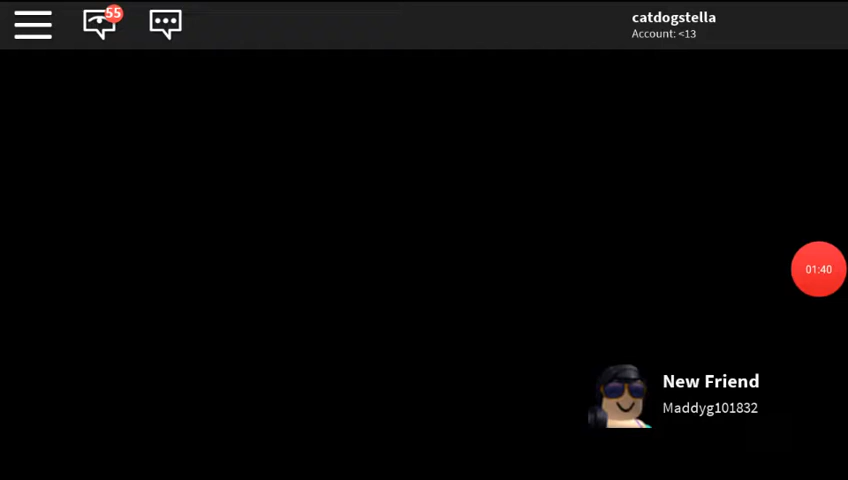 55
catdogstella
Account: <13
01:40
New Friend
Maddyg101832